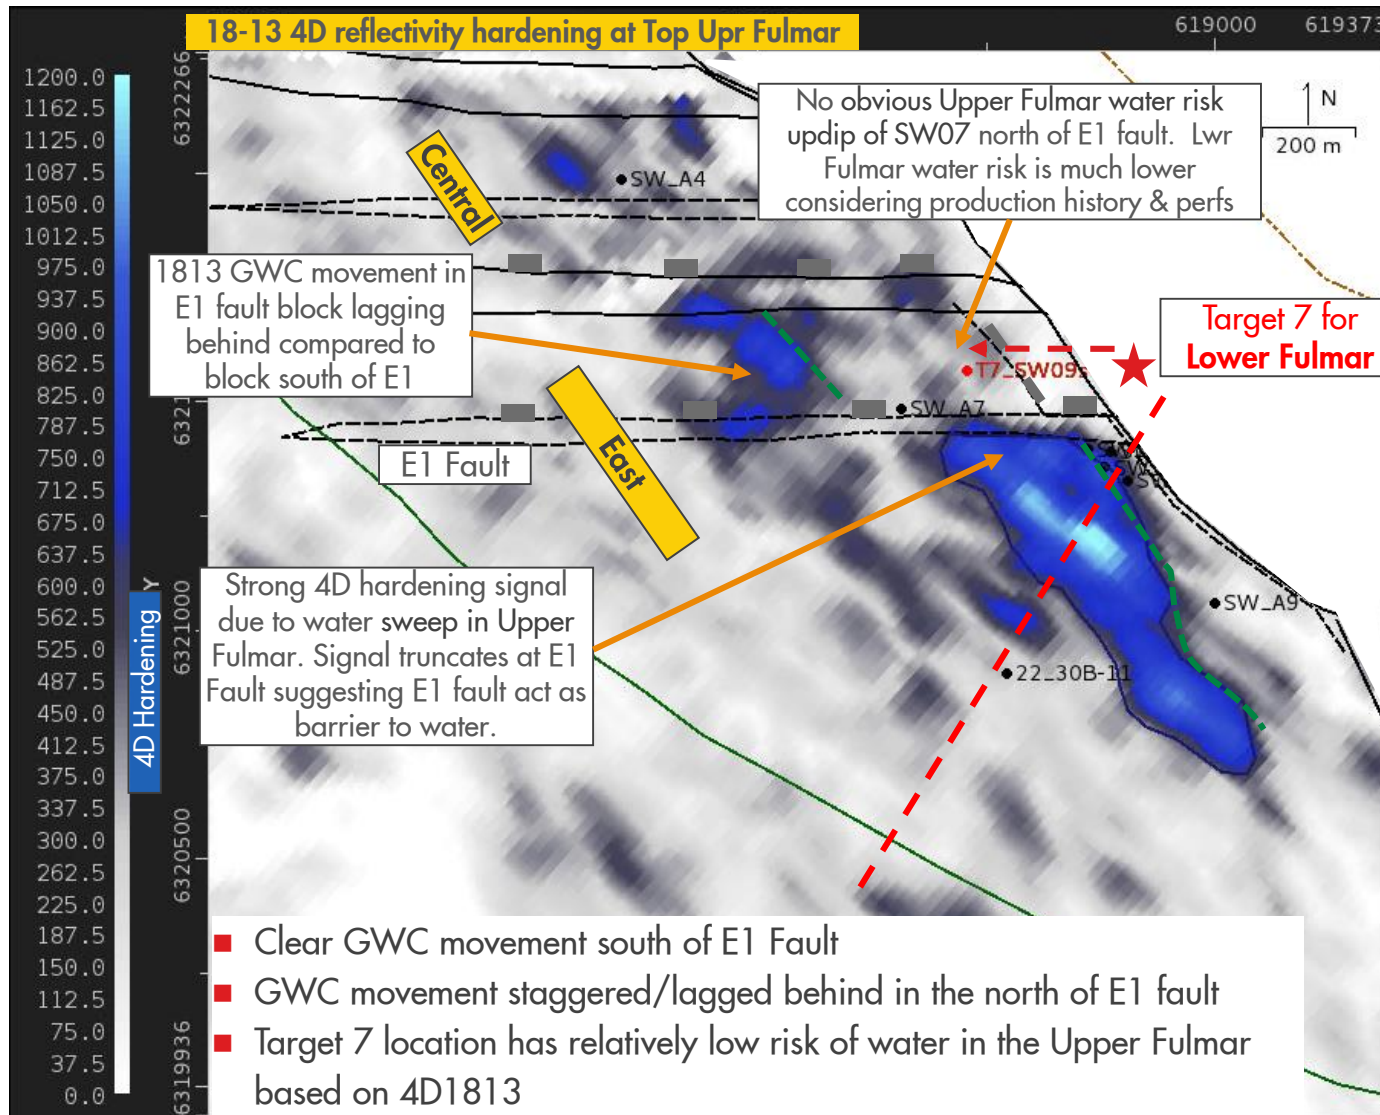 18-13 4D reflectivity hardening at Top Upr Fulmar
619000
619373
1200.0
1162.5
1125.0
1087.5
1050.0
1012.5
975.0
937.5
900.0
862.5
825.0
787.5
750.0
712.5
675.0
637.5
600.0
562.5
525.0
487.5
450.0
412.5
375.0
337.5
300.0
262.5
225.0
187.5
150.0
112.5
75.0
37.5
0.0
4D Hardening
Y
6322266
6321000
6320500
6319936
No obvious Upper Fulmar water risk
updip of SW07 north of E1 fault. Lwr
Fulmar water risk is much lower
considering production history & perfs
N
200 m
Central
SW_A4
1813 GWC movement in
E1 fault block lagging
behind compared to
block south of E1
Target 7 for
Lower Fulmar
T7_SW09s
SW_A7
E1 Fault
East
Strong 4D hardening signal
due to water sweep in Upper
Fulmar. Signal truncates at E1
Fault suggesting E1 fault act as
barrier to water.
SW_A9
22_30B-11
Clear GWC movement south of E1 Fault
GWC movement staggered/lagged behind in the north of E1 fault
Target 7 location has relatively low risk of water in the Upper Fulmar
based on 4D1813